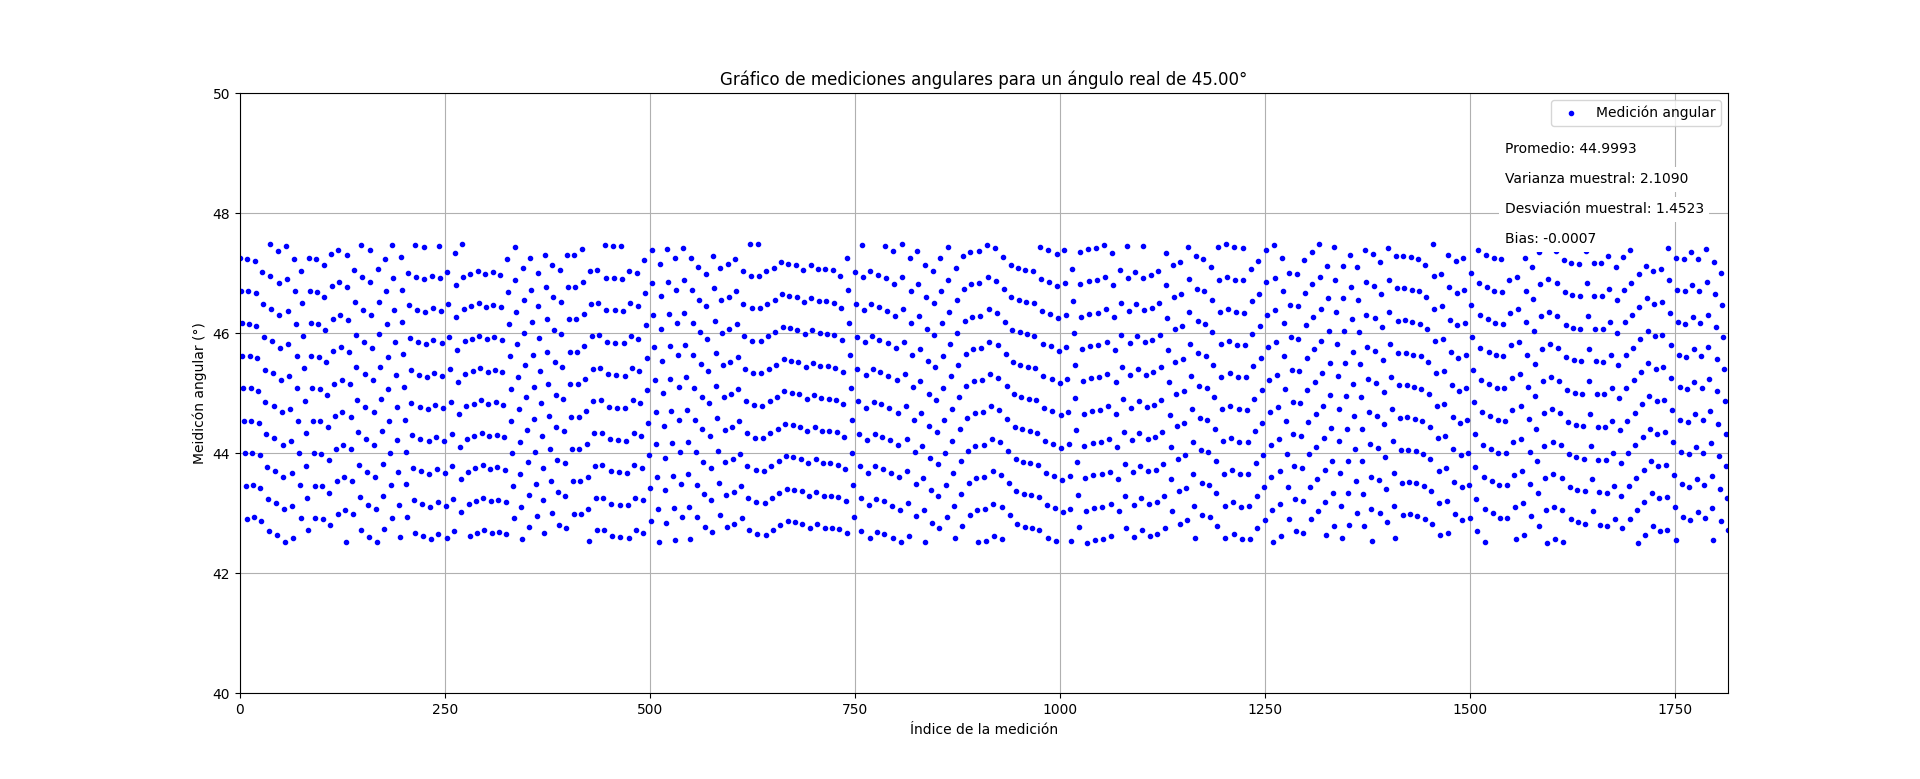 Gráfico de mediciones angulares para un ángulo real de 45.00°
Medición angular
Promedio: 44.9993
Varianza muestral: 2.1090
Desviación muestral: 1.4523
Bias: -0.0007
Meidición angular (°)
50
48
46
44
42
40
0 250 500 750 1000 1250 1500 1750
Índice de la medición